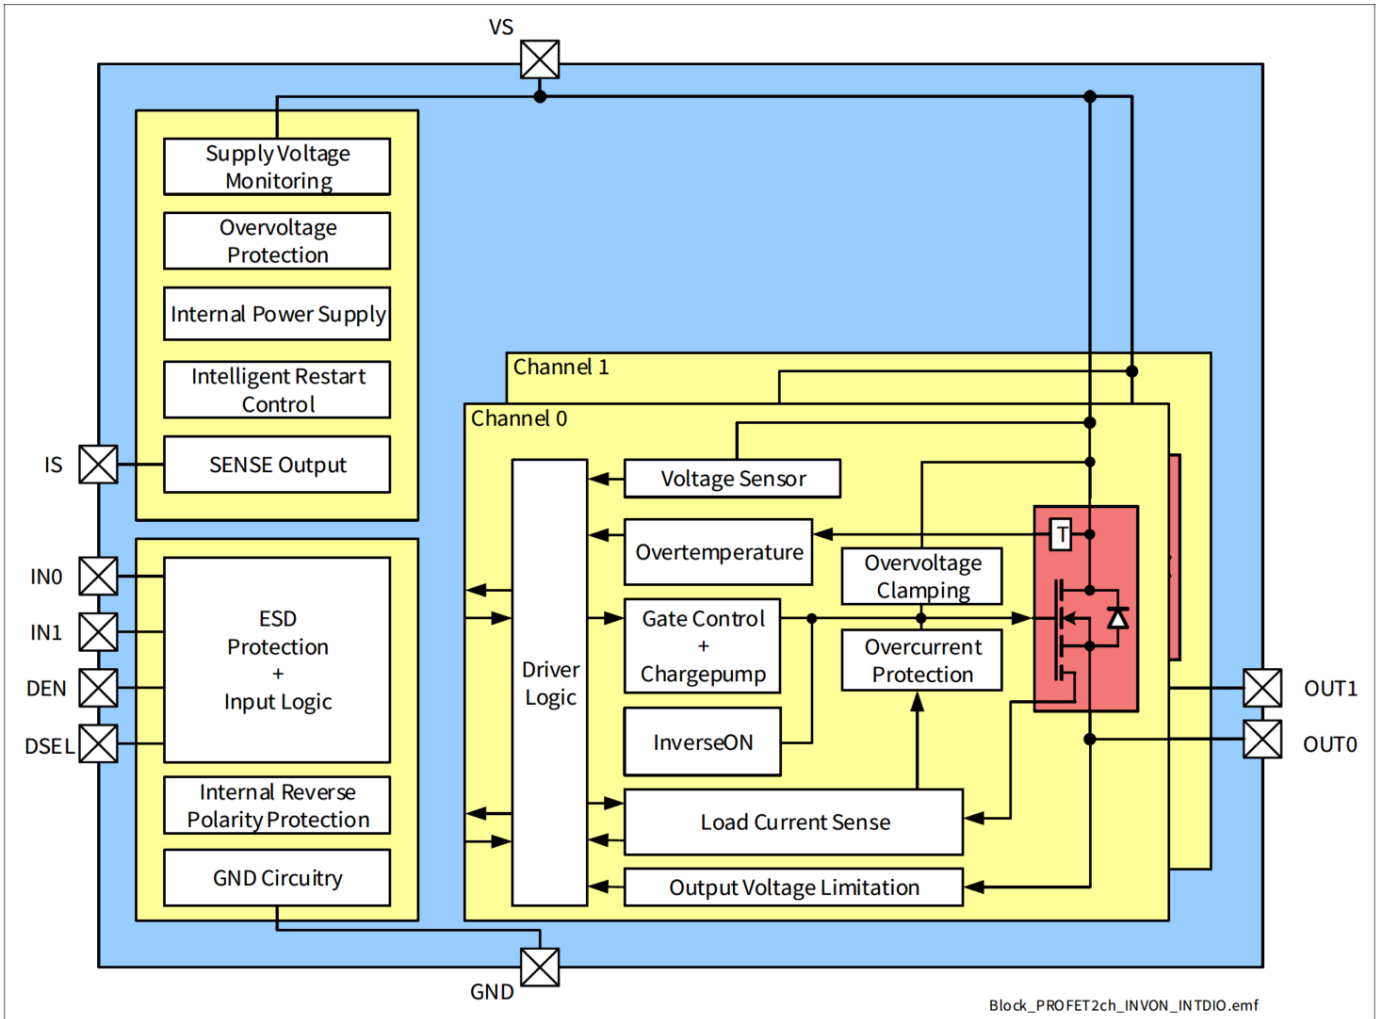 VS
Supply Voltage
Monitoring
Overvoltage
Protection
Internal Power Supply
Intelligent Restart
Control
SENSE Output
IS
IN0
IN1
DEN
DSEL
ESD
Protection
+
Input Logic
Internal Reverse
Polarity Protection
GND Circuitry
GND
Channel 1
Channel 0
Driver
Logic
Voltage Sensor
Overtemperature
T
Overvoltage
Clamping
Gate Control
+
Chargepump
Overcurrent
Protection
InverseON
Load Current Sense
Output Voltage Limitation
OUT1
OUT0
Block_PROFET2ch_INVON_INTDIO.emf